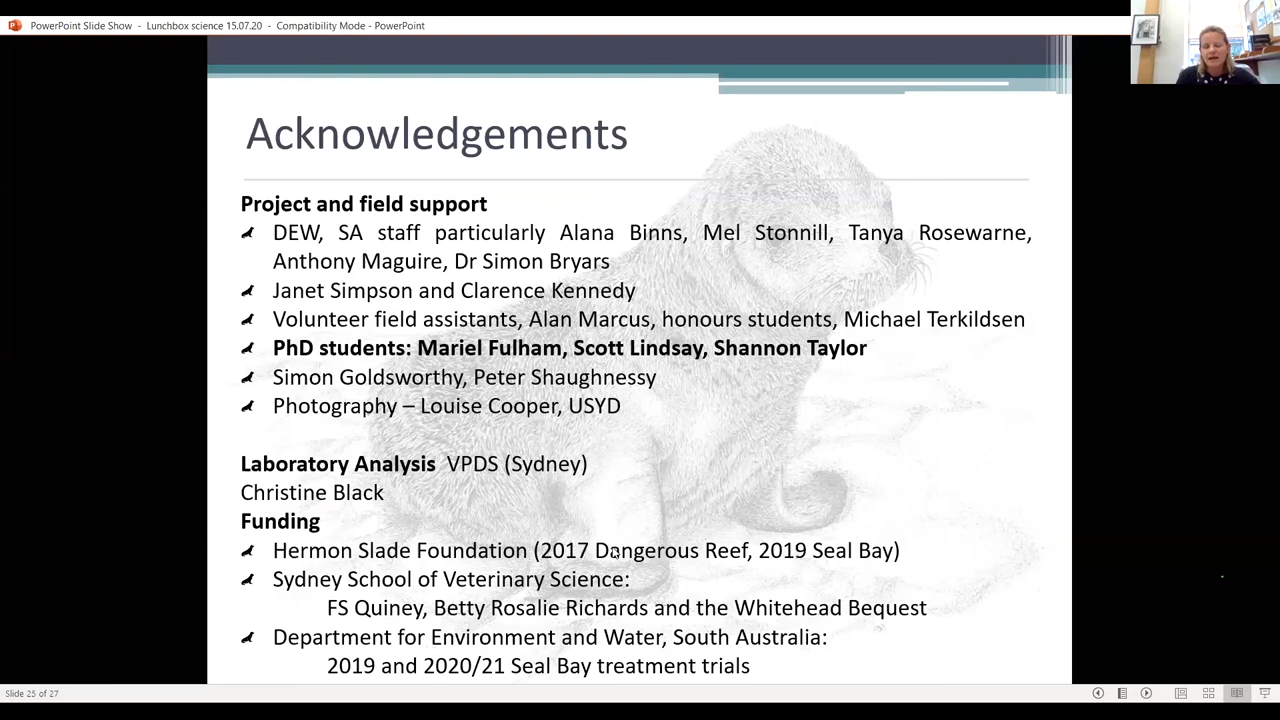 PowerPoint Slide Show - Lunchbox science 15.07.20 - Compatibility Mode - PowerPoint
Acknowledgements
Project and field support
DEW, SA staff particularly Alana Binns, Mel Stonnill, Tanya Rosewarne,
Anthony Maguire, Dr Simon Bryars
Janet Simpson and Clarence Kennedy
Volunteer field assistants, Alan Marcus, honours students, Michael Terkildsen
PhD students: Mariel Fulham, Scott Lindsay, Shannon Taylor
Simon Goldsworthy, Peter Shaughnessy
Photography – Louise Cooper, USYD
Laboratory Analysis VPDS (Sydney)
Christine Black
Funding
Hermon Slade Foundation (2017 Dangerous Reef, 2019 Seal Bay)
Sydney School of Veterinary Science:
FS Quiney, Betty Rosalie Richards and the Whitehead Bequest
Department for Environment and Water, South Australia:
2019 and 2020/21 Seal Bay treatment trials
Slide 25 of 27